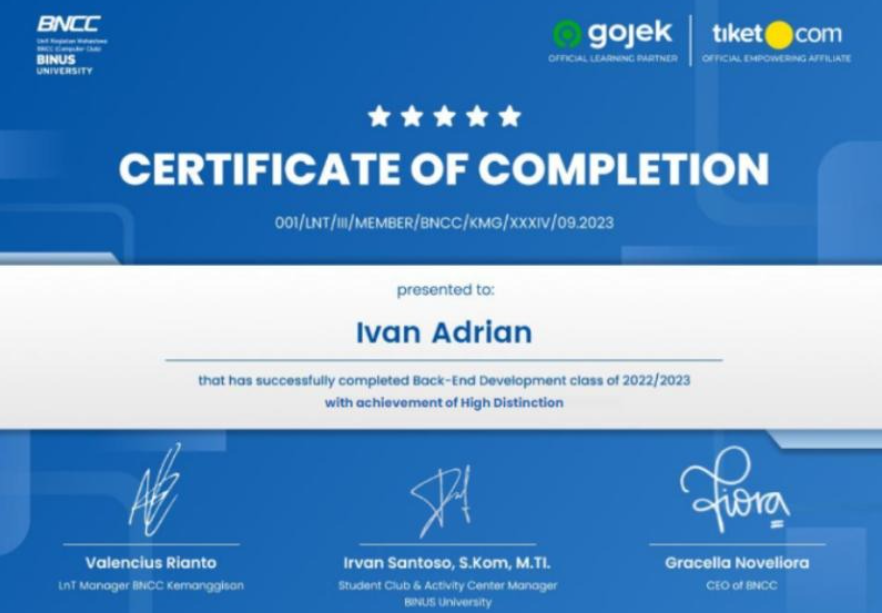 BNCC
Unit Kegiatan Mahasiswa
BNCC (Computer Club)
BINUS
UNIVERSITY
gojek
OFFICIAL LEARNING PARTNER
tiket com
OFFICIAL EMPOWERING AFFILIATE
CERTIFICATE OF COMPLETION
001/LNT/III/MEMBER/BNCC/KMG/XXXIV/09.2023
presented to:
Ivan Adrian
that has successfully completed Back-End Development class of 2022/2023
with achievement of High Distinction
fiora
Valencius Rianto
LnT Manager BNCC Kemanggisan
Irvan Santoso, S.Kom, M.TI.
Student Club & Activity Center Manager
BINUS University
Gracella Noveliora
CEO of BNCC